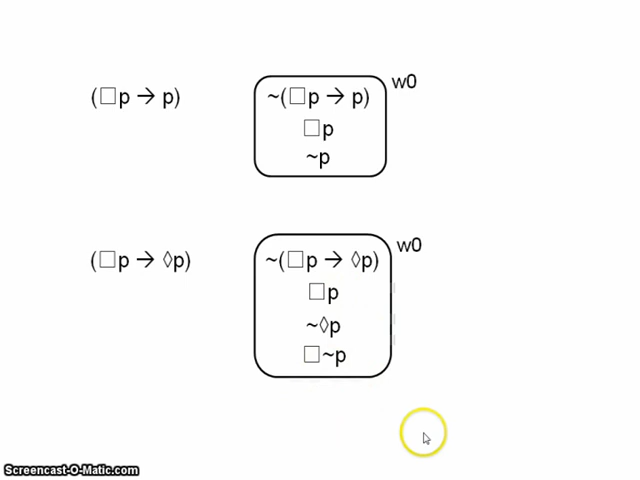 (□p → p)
~(□p → p)
w0
□p
~p
(□p → ◊p)
~(□p → ◊p)
w0
□p
~◊p
□~p
Screencast-O-Matic.com